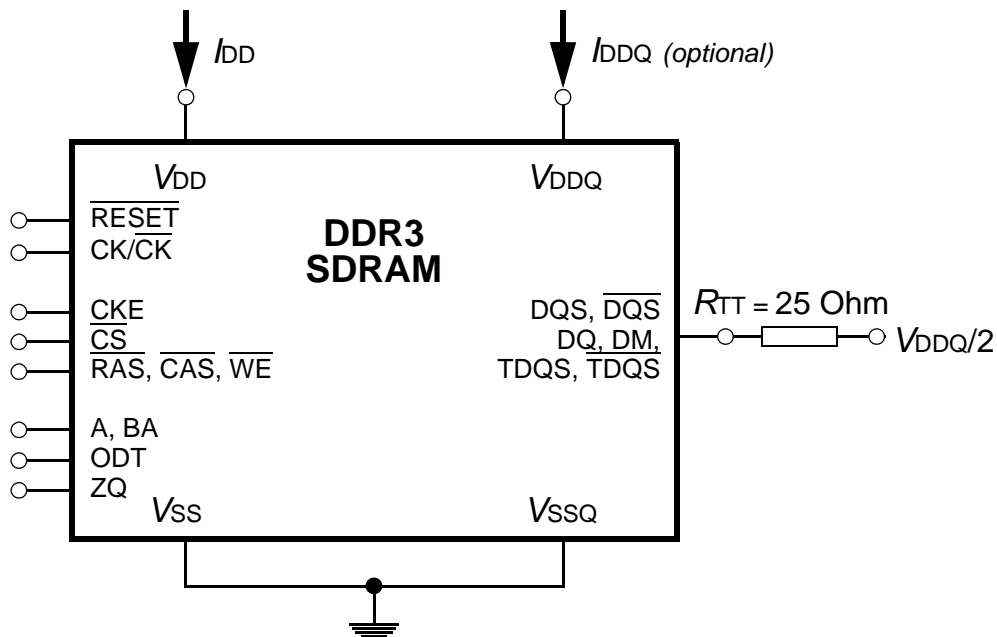 IDD
IDDQ (optional)
VDD
VDDQ
RESET
CK/CK
DDR3
SDRAM
CKE
CS
RAS, CAS, WE
DQS, DQS
DQ, DM,
TDQS, TDQS
RTT = 25 Ohm
VDDQ/2
A, BA
ODT
ZQ
VSS
VSSQ